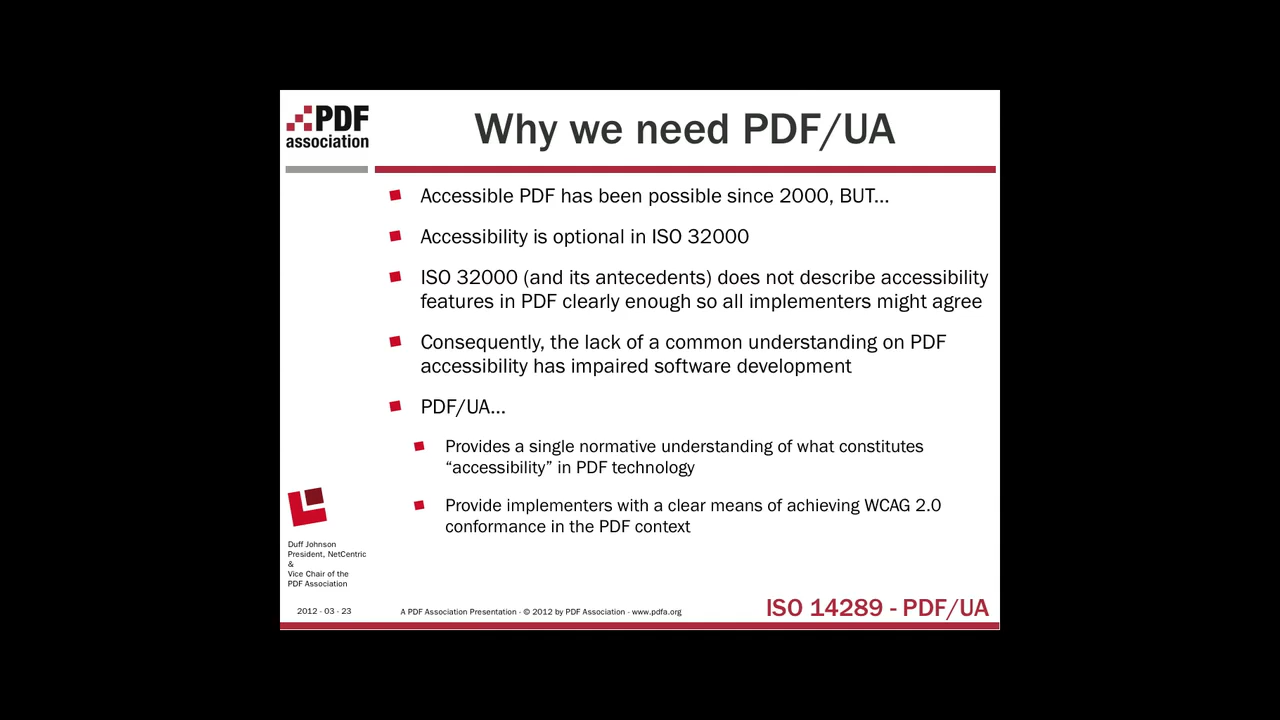 PDF
association
Why we need PDF/UA
Accessible PDF has been possible since 2000, BUT...
Accessibility is optional in ISO 32000
ISO 32000 (and its antecedents) does not describe accessibility
features in PDF clearly enough so all implementers might agree
Consequently, the lack of a common understanding on PDF
accessibility has impaired software development
PDF/UA...
Provides a single normative understanding of what constitutes
“accessibility” in PDF technology
Provide implementers with a clear means of achieving WCAG 2.0
conformance in the PDF context
Duff Johnson
President, NetCentric
&
Vice Chair of the
PDF Association
2012 · 03 · 23
A PDF Association Presentation · © 2012 by PDF Association · www.pdfa.org
ISO 14289 - PDF/UA